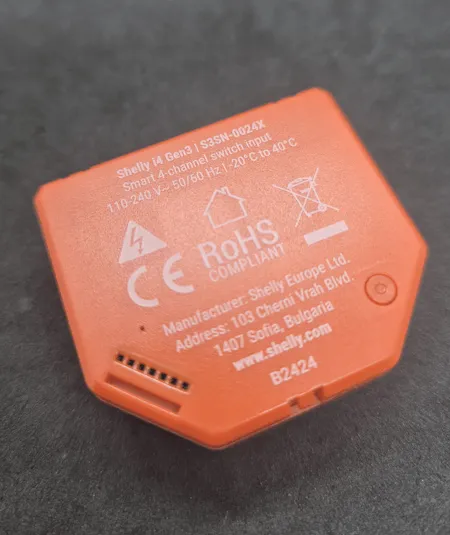 Shelly i4 Gen3 | S3SN-0024X
Smart 4-channel switch input
110-240 V~ 50/60 Hz | -20°C to 40°C
CE
RoHS
COMPLIANT
Manufacturer: Shelly Europe Ltd.
Address: 103 Cherni Vrah Blvd.
1407 Sofia, Bulgaria
www.shelly.com
B2424